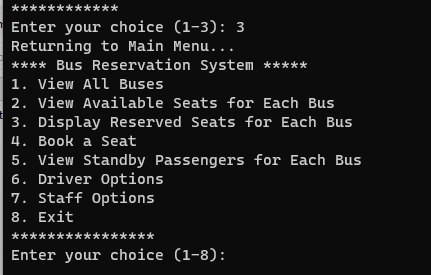 ************
Enter your choice (1-3): 3
Returning to Main Menu...
**** Bus Reservation System *****
1. View All Buses
2. View Available Seats for Each Bus
3. Display Reserved Seats for Each Bus
4. Book a Seat
5. View Standby Passengers for Each Bus
6. Driver Options
7. Staff Options
8. Exit
****************
Enter your choice (1-8):